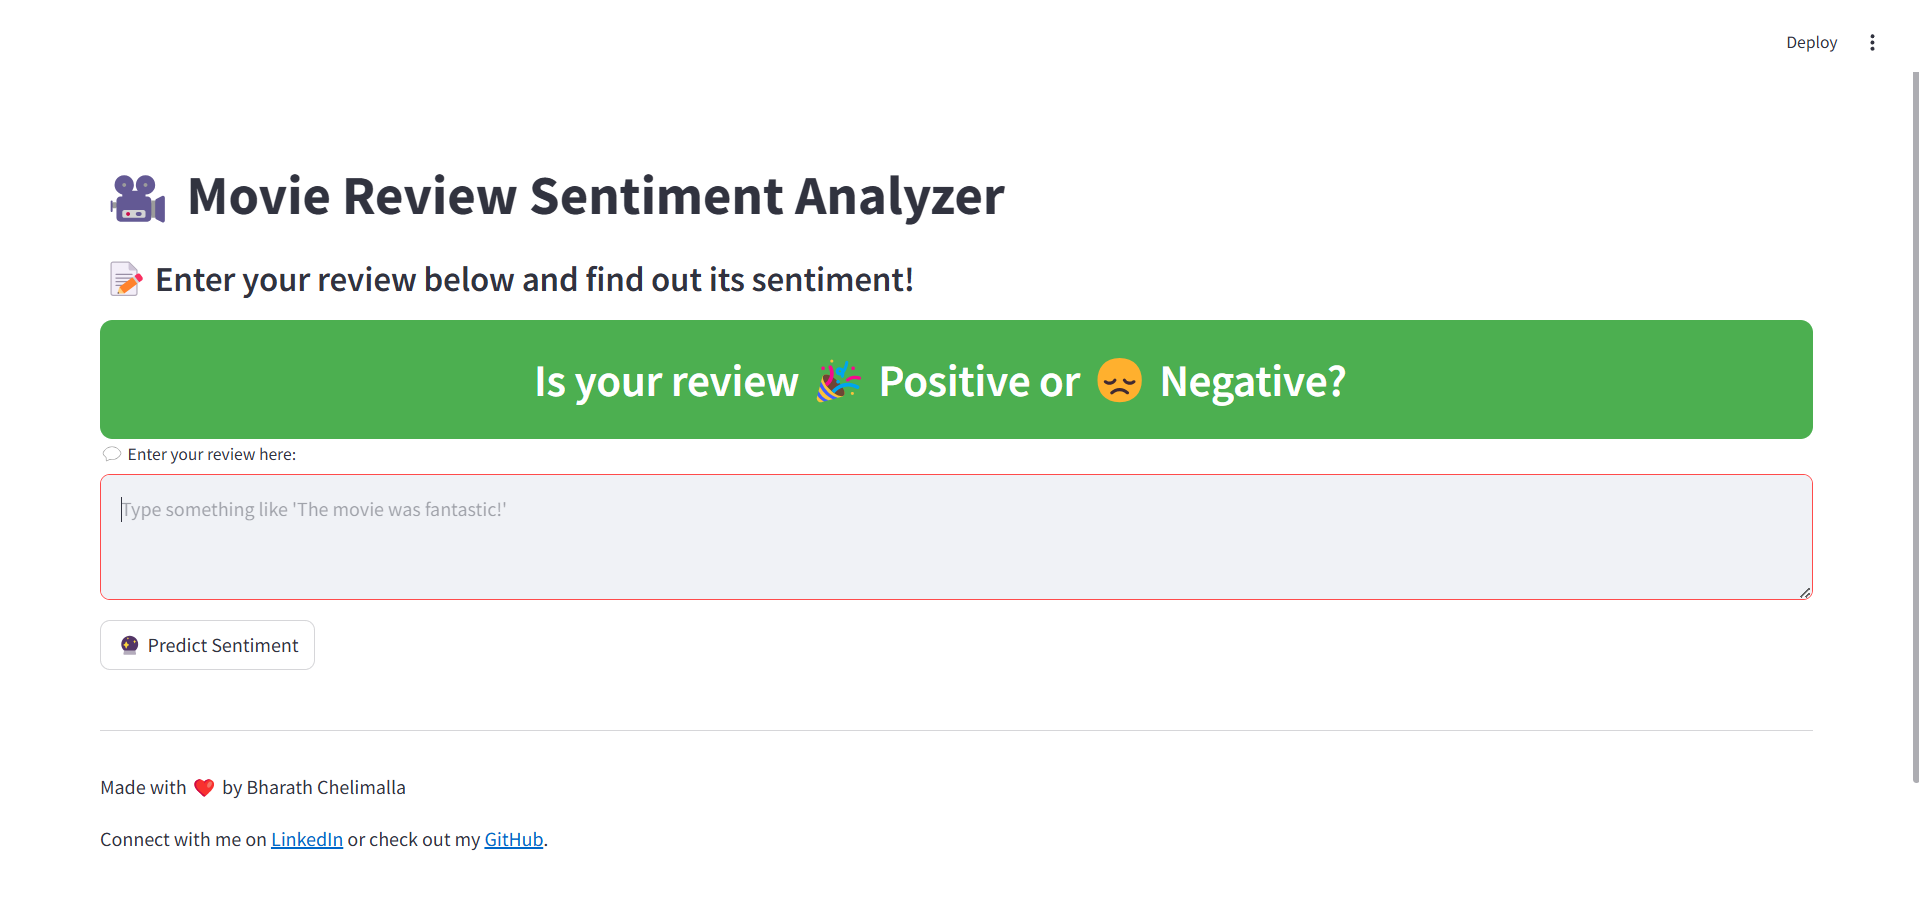 Deploy
🎥 Movie Review Sentiment Analyzer
📝 Enter your review below and find out its sentiment!
Is your review 🎉 Positive or 😞 Negative?
💬 Enter your review here:
Type something like 'The movie was fantastic!'
🔮 Predict Sentiment
Made with ❤️ by Bharath Chelimalla
Connect with me on LinkedIn or check out my GitHub.